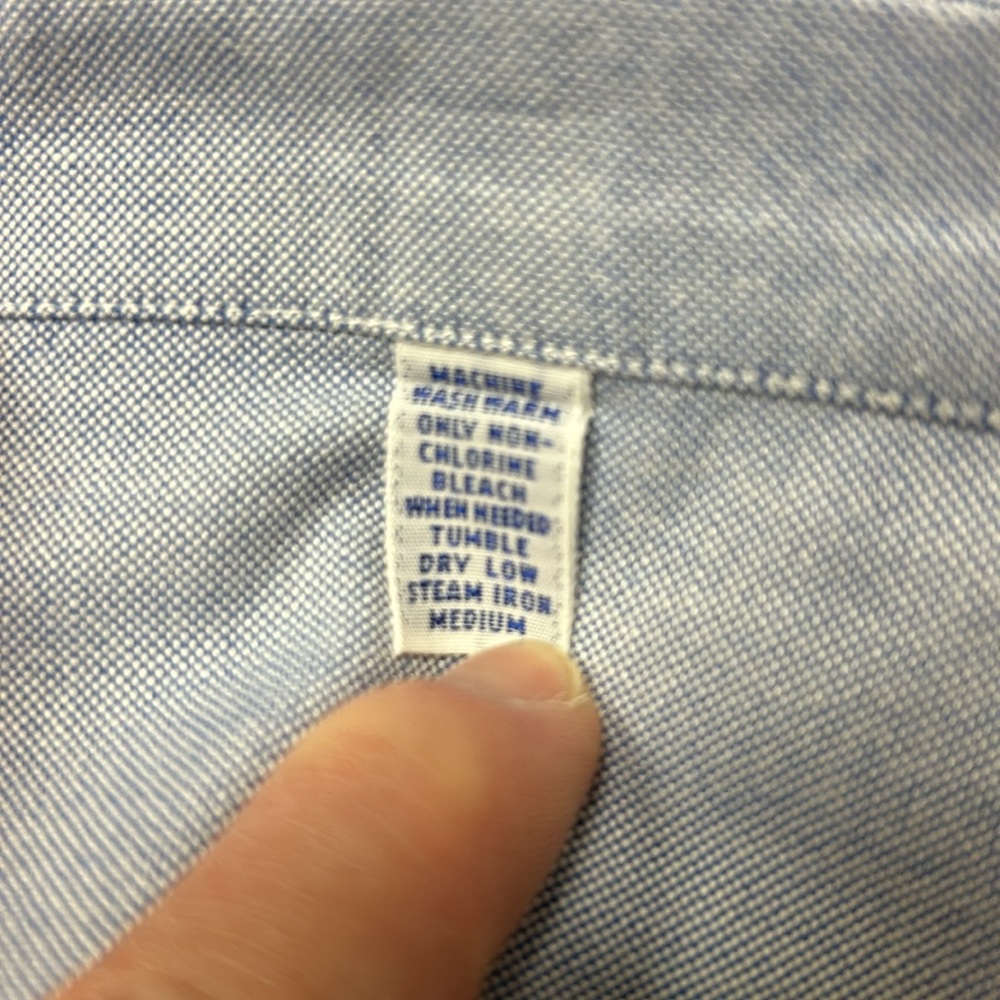 MACHINE
WASH WARM
ONLY NON-
CHLORINE
BLEACH
WHEN NEEDED
TUMBLE
DRY LOW
STEAM IRON
MEDIUM